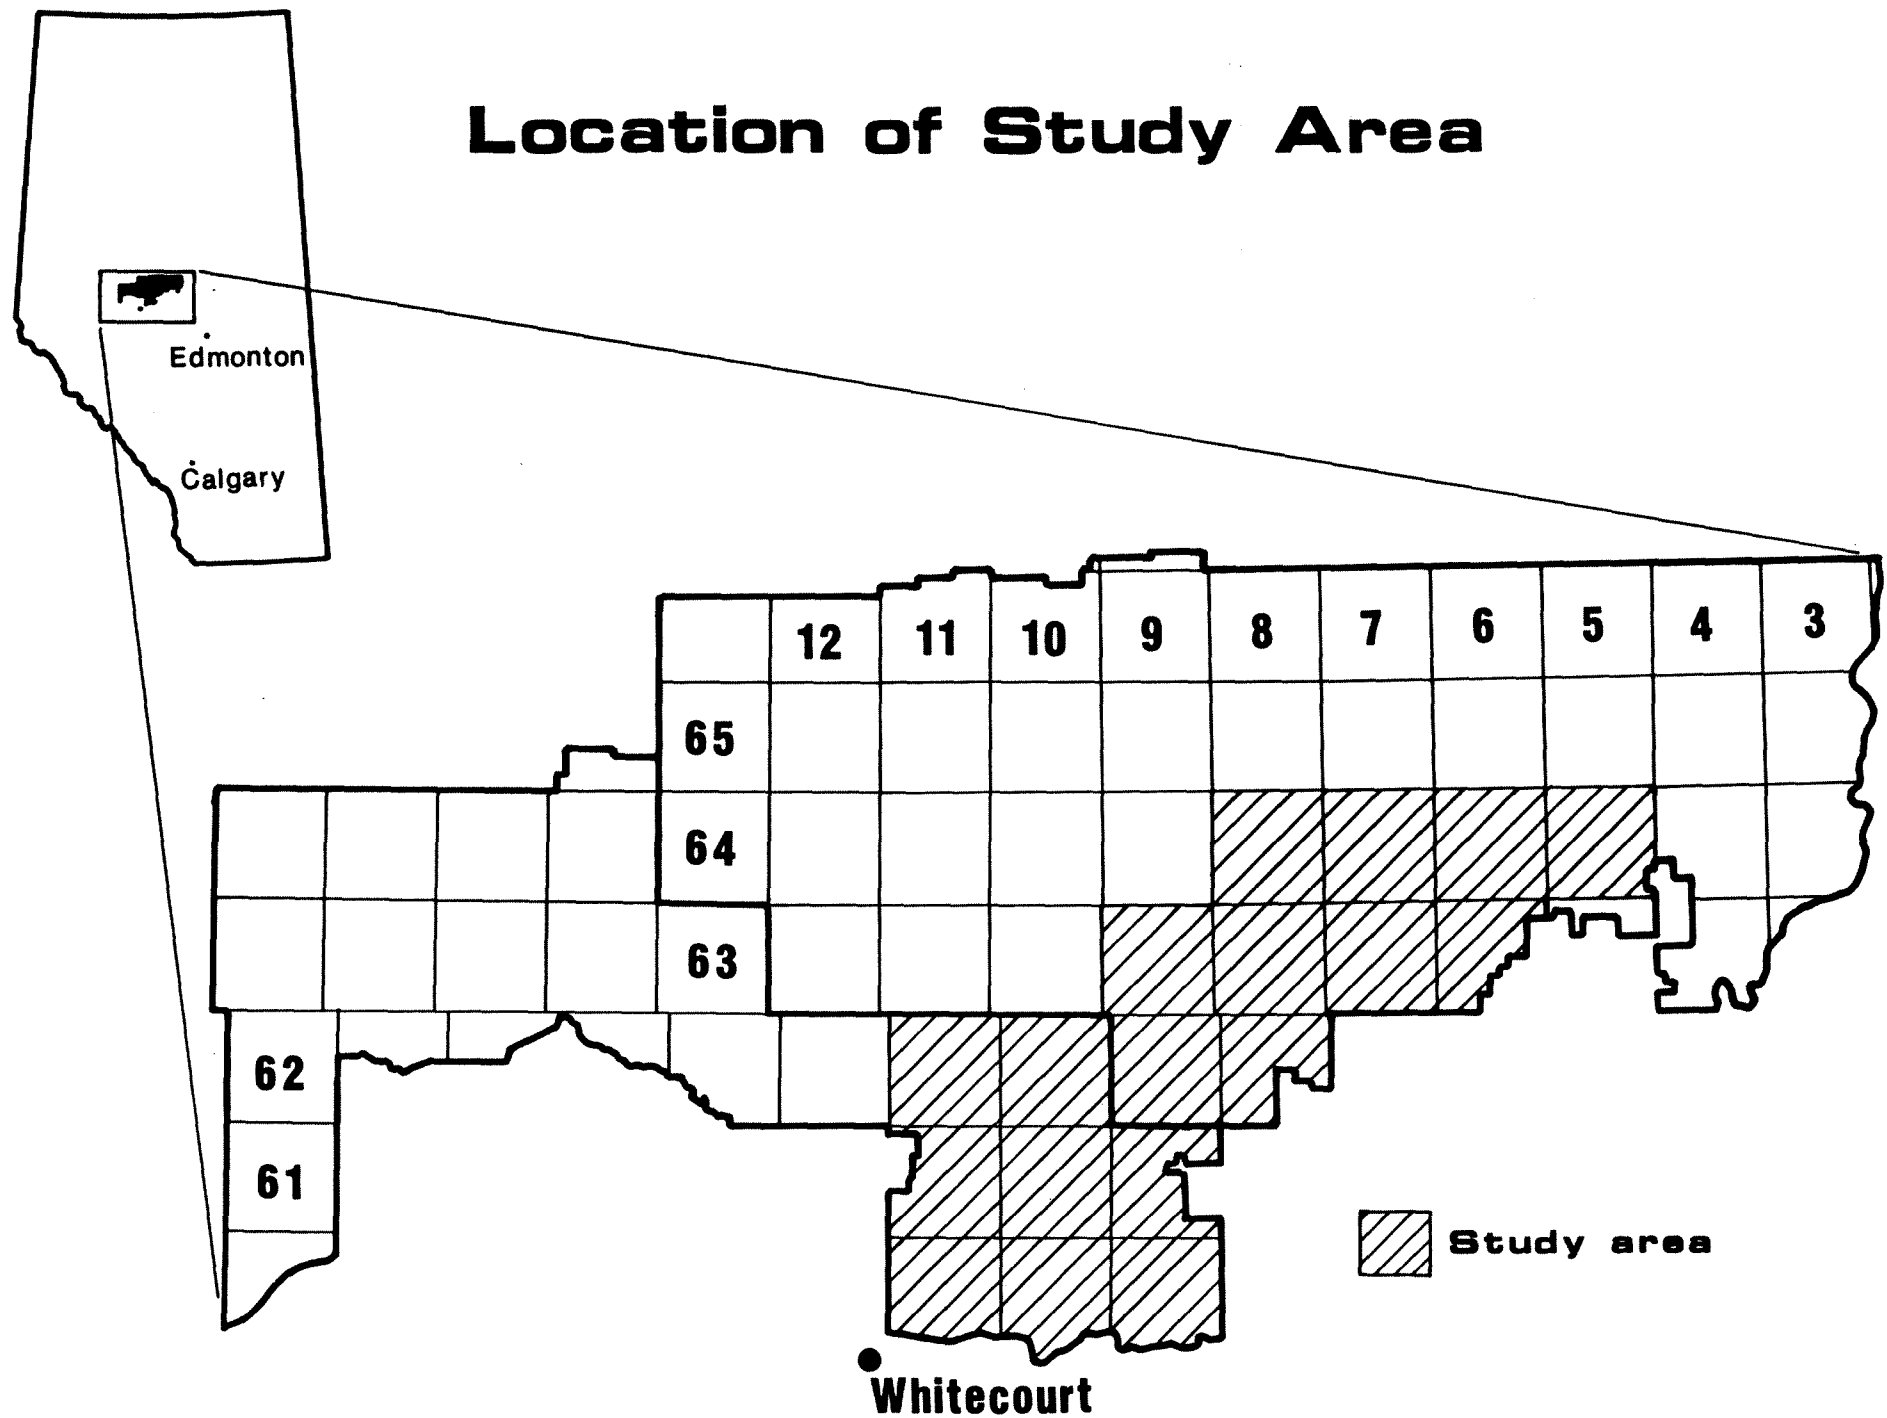 Location of Study Area
Edmonton
Calgary
12 11 10 9 8 7 6 5 4 3
65
64
63
62
61
Study area
Whitecourt